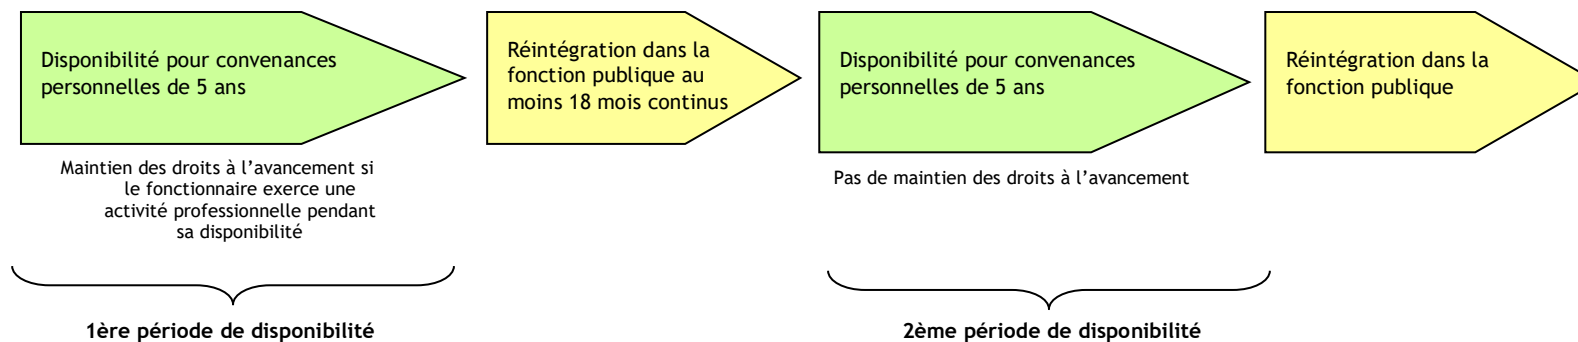 Disponibilité pour convenances
personnelles de 5 ans
Réintégration dans la
fonction publique au
moins 18 mois continus
Disponibilité pour convenances
personnelles de 5 ans
Réintégration dans la
fonction publique
Maintien des droits à l’avancement si
le fonctionnaire exerce une
activité professionnelle pendant
sa disponibilité
Pas de maintien des droits à l’avancement
1ère période de disponibilité
2ème période de disponibilité